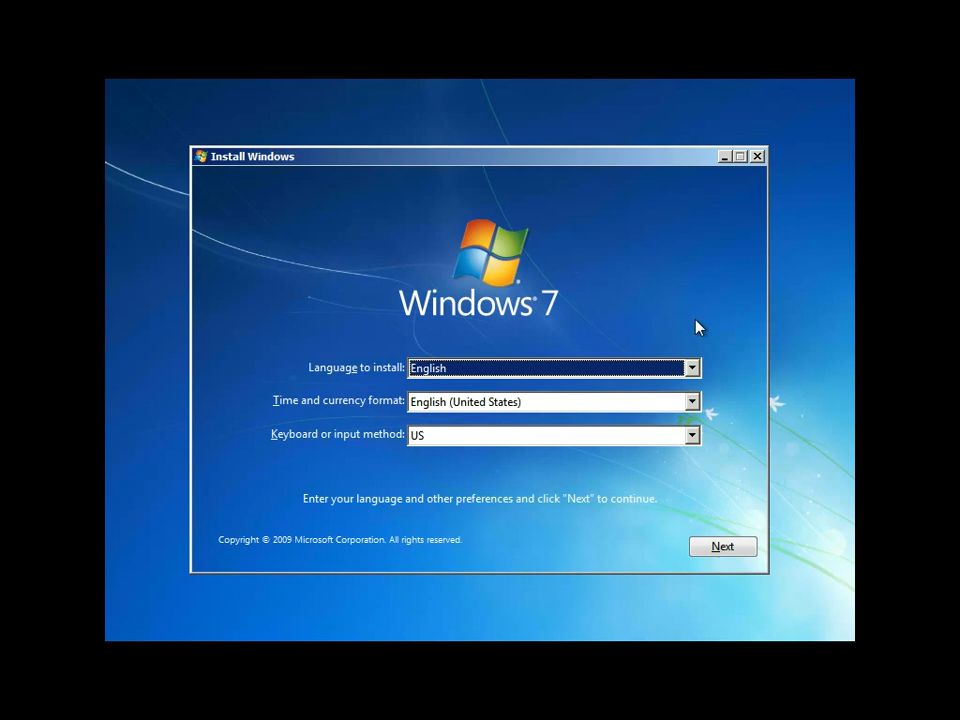 Install Windows
Windows® 7
Language to install: English
Time and currency format: English (United States)
Keyboard or input method: US
Enter your language and other preferences and click "Next" to continue.
Copyright © 2009 Microsoft Corporation. All rights reserved.
Next